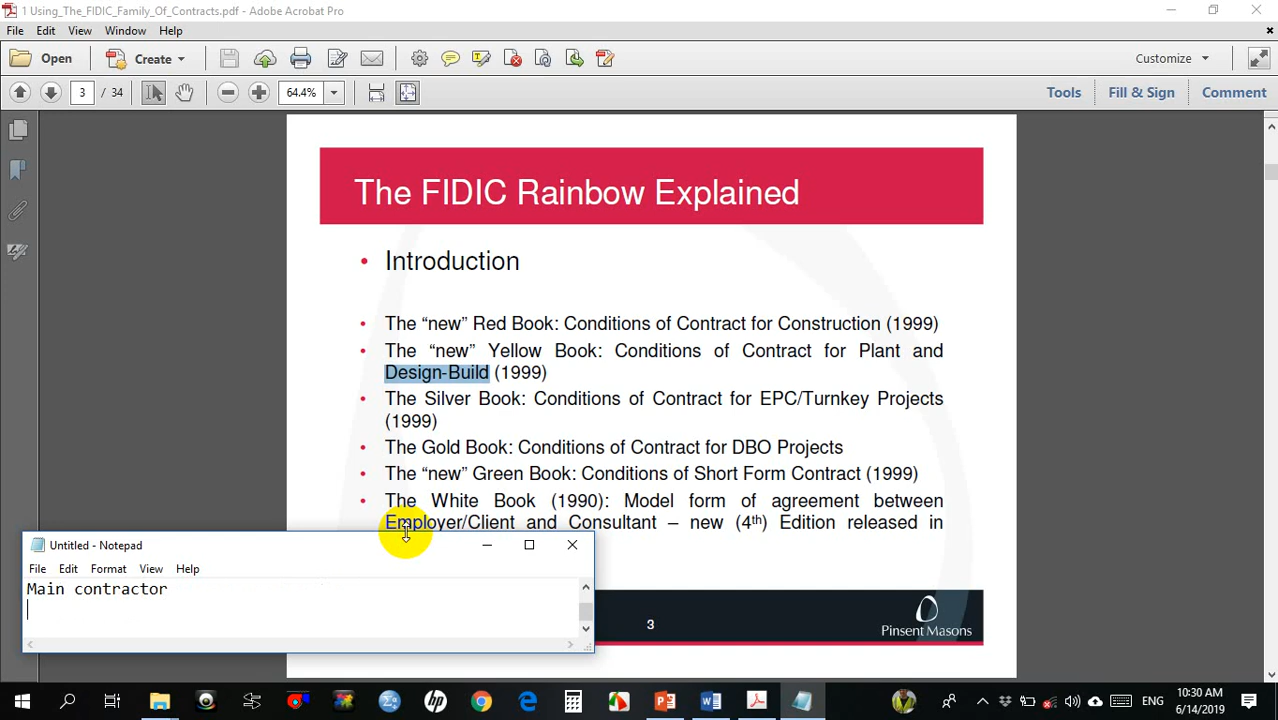 1 Using_The_FIDIC_Family_Of_Contracts.pdf - Adobe Acrobat Pro
File Edit View Window Help
Open Create Customize
3 / 34 64.4% Tools Fill & Sign Comment
The FIDIC Rainbow Explained
• Introduction
• The “new” Red Book: Conditions of Contract for Construction (1999)
• The “new” Yellow Book: Conditions of Contract for Plant and
Design-Build (1999)
• The Silver Book: Conditions of Contract for EPC/Turnkey Projects
(1999)
• The Gold Book: Conditions of Contract for DBO Projects
• The “new” Green Book: Conditions of Short Form Contract (1999)
• The White Book (1990): Model form of agreement between
Employer/Client and Consultant – new (4th) Edition released in
Untitled - Notepad
File Edit Format View Help
Main contractor
3
Pinsent Masons
ENG
10:30 AM
6/14/2019